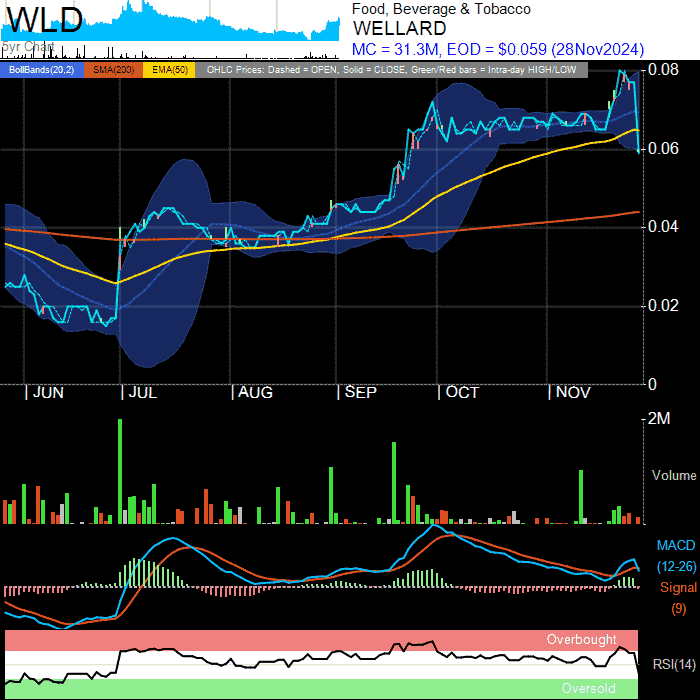 WLD
5yr Chart
Food, Beverage & Tobacco
WELLARD
MC = 31.3M, EOD = $0.059 (28Nov2024)
BollBands(20,2) SMA(200) EMA(50) OHLC Prices: Dashed = OPEN, Solid = CLOSE, Green/Red bars = Intra-day HIGH/LOW
0.08
0.06
0.04
0.02
0
JUN JUL AUG SEP OCT NOV
2M
Volume
MACD
(12-26)
Signal
(9)
Overbought
RSI(14)
Oversold